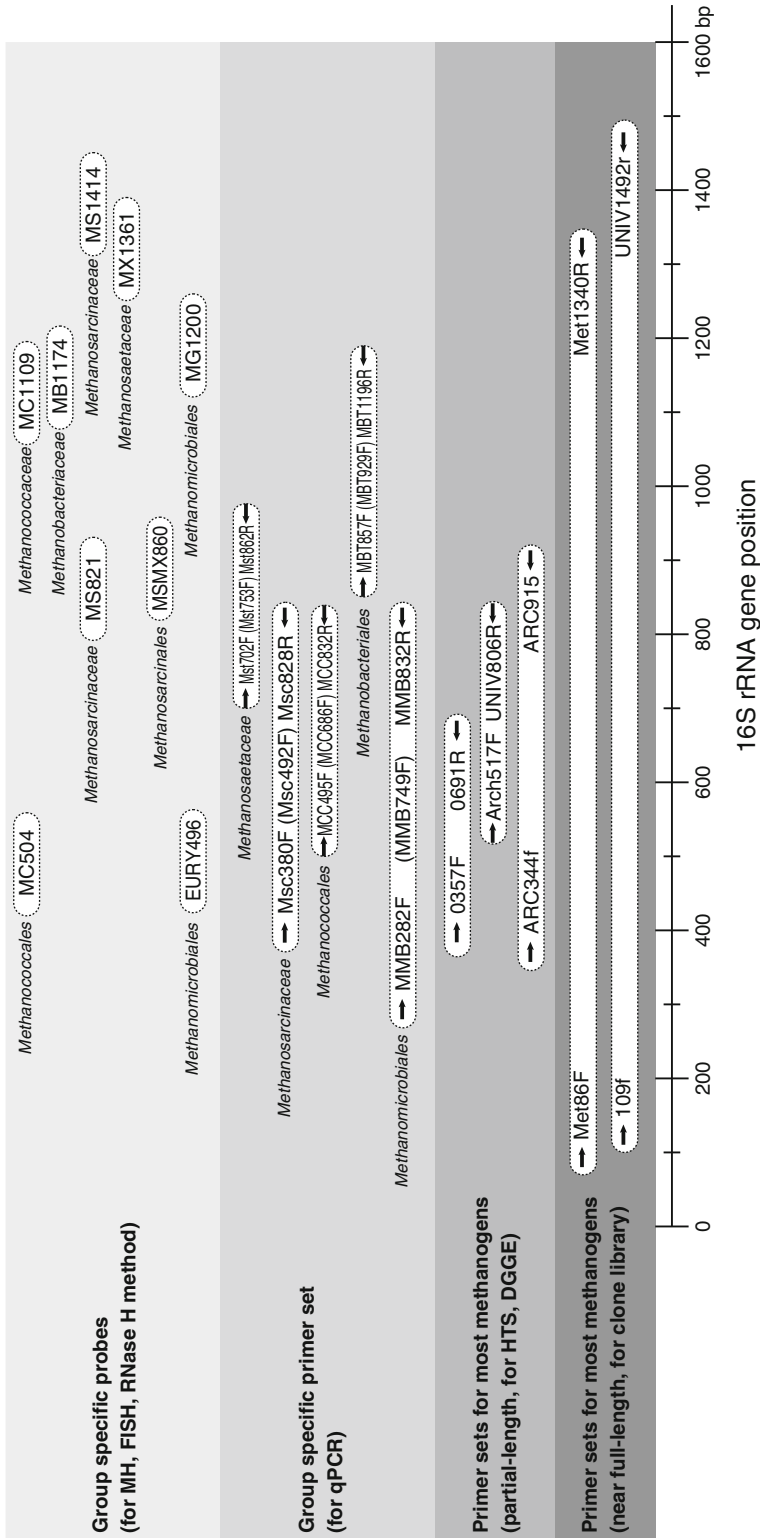 Group specific probes
(for MH, FISH, RNase H method)
Methanococcales MC504
Methanococcaceae MC1109
Methanobacteriaceae MB1174
Methanosarcinaceae MS821
Methanosarcinaceae MS1414
Methanosaetaceae MX1361
Methanosarcinales MSMX860
Methanomicrobiales EURY496
Methanomicrobiales MG1200
Group specific primer set
(for qPCR)
Methanosaetaceae Mst702F (Mst753F) Mst862R
Methanosarcinaceae Msc380F (Msc492F) Msc828R
Methanococcales MCC495F (MCC686F) MCC832R
Methanobacteriales MBT857F (MBT929F) MBT1196R
Methanomicrobiales MMB282F (MMB749F) MMB832R
Primer sets for most methanogens
(partial-length, for HTS, DGGE)
0357F 0691R
Arch517F UNIV806R
ARC344f ARC915
Primer sets for most methanogens
(near full-length, for clone library)
Met86F Met1340R
109f UNIV1492r
0 200 400 600 800 1000 1200 1400 1600 bp
16S rRNA gene position